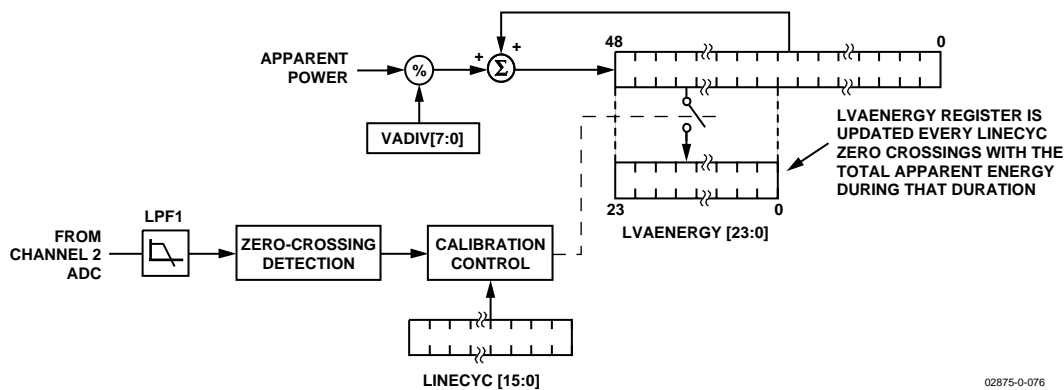 48
0
APPARENT
POWER
%
+
+
Σ
VADIV[7:0]
LVAENERGY REGISTER IS
UPDATED EVERY LINECYC
ZERO CROSSINGS WITH THE
TOTAL APPARENT ENERGY
DURING THAT DURATION
23
0
LVAENERGY [23:0]
LPF1
FROM
CHANNEL 2
ADC
ZERO-CROSSING
DETECTION
CALIBRATION
CONTROL
LINECYC [15:0]
02875-0-076